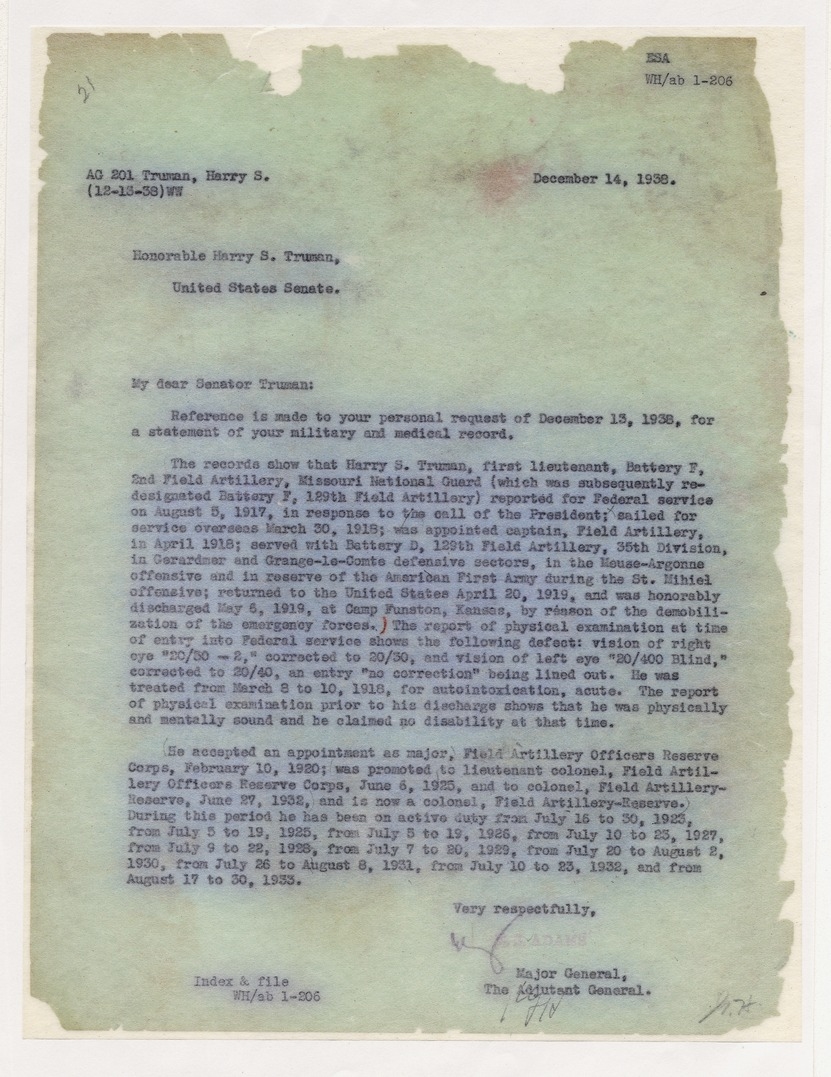 ESA
WH/ab 1-206
21
AG 201 Truman, Harry S.
(12-13-38)WW
December 14, 1938.
Honorable Harry S. Truman,
United States Senate.
My dear Senator Truman:
Reference is made to your personal request of December 13, 1938, for
a statement of your military and medical record.
The records show that Harry S. Truman, first lieutenant, Battery F,
2nd Field Artillery, Missouri National Guard (which was subsequently re-
designated Battery F, 129th Field Artillery) reported for Federal service
on August 5, 1917, in response to the call of the President; sailed for
service overseas March 30, 1918; was appointed captain, Field Artillery,
in April 1918; served with Battery D, 129th Field Artillery, 35th Division,
in Gerardmer and Grange-le-Comte defensive sectors, in the Meuse-Argonne
offensive and in reserve of the American First Army during the St. Mihiel
offensive; returned to the United States April 20, 1919, and was honorably
discharged May 6, 1919, at Camp Funston, Kansas, by reason of the demobili-
zation of the emergency forces.) The report of physical examination at time
of entry into Federal service shows the following defect: vision of right
eye "20/50 - 2," corrected to 20/30, and vision of left eye "20/400 Blind,"
corrected to 20/40, an entry "no correction" being lined out. He was
treated from March 8 to 10, 1918, for autointoxication, acute. The report
of physical examination prior to his discharge shows that he was physically
and mentally sound and he claimed no disability at that time.
(He accepted an appointment as major, Field Artillery Officers Reserve
Corps, February 10, 1920; was promoted to lieutenant colonel, Field Artil-
lery Officers Reserve Corps, June 6, 1925, and to colonel, Field Artillery-
Reserve, June 27, 1932, and is now a colonel, Field Artillery-Reserve.)
During this period he has been on active duty from July 16 to 30, 1923,
from July 5 to 19, 1925, from July 5 to 19, 1926, from July 10 to 23, 1927,
from July 9 to 22, 1928, from July 7 to 20, 1929, from July 20 to August 2,
1930, from July 26 to August 8, 1931, from July 10 to 23, 1932, and from
August 17 to 30, 1933.
Very respectfully,
ADAMS
Major General,
The Adjutant General.
Index & file
WH/ab 1-206